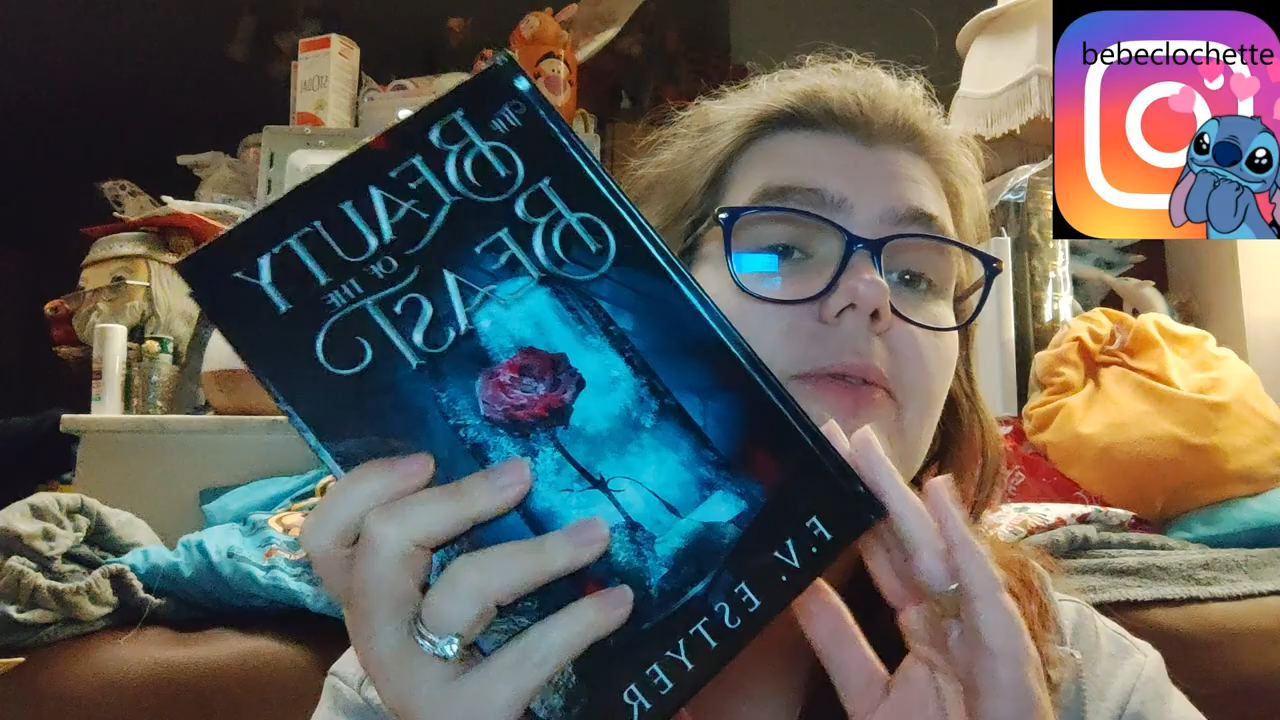 bebeclochette
The
BEAUTY
OF THE
BEAST
F.V. ESTYER